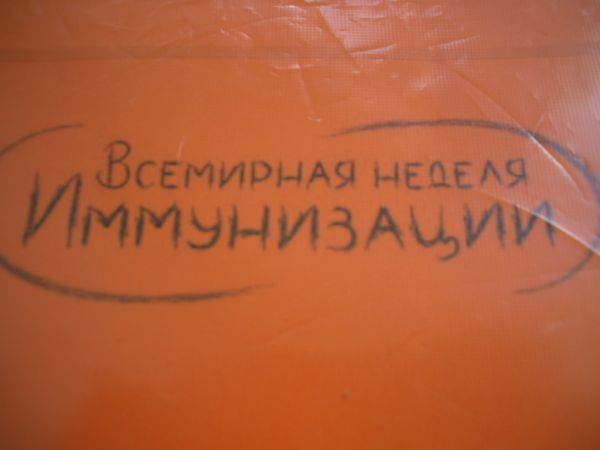 Всемирная неделя
Иммунизации